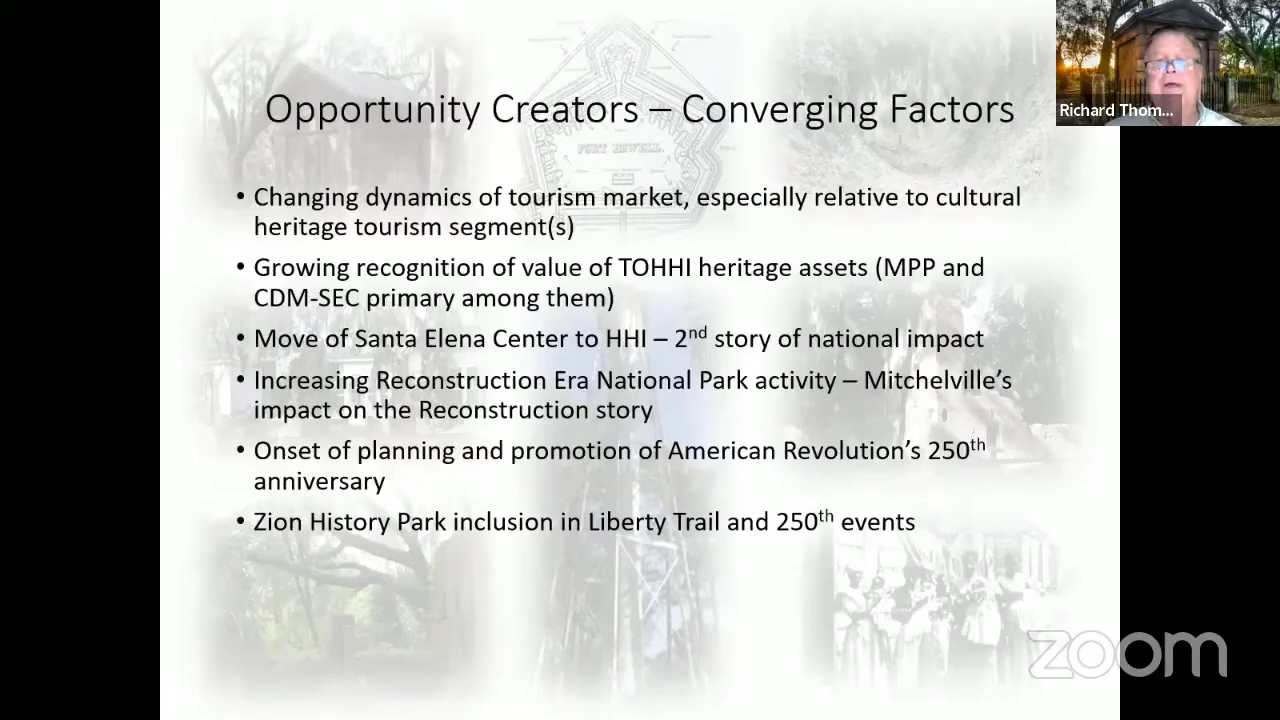 Opportunity Creators – Converging Factors
Richard Thom...
FORT HOWELL.
• Changing dynamics of tourism market, especially relative to cultural
heritage tourism segment(s)
• Growing recognition of value of TOHHI heritage assets (MPP and
CDM-SEC primary among them)
• Move of Santa Elena Center to HHI – 2nd story of national impact
• Increasing Reconstruction Era National Park activity – Mitchelville's
impact on the Reconstruction story
• Onset of planning and promotion of American Revolution's 250th
anniversary
• Zion History Park inclusion in Liberty Trail and 250th events
zoom